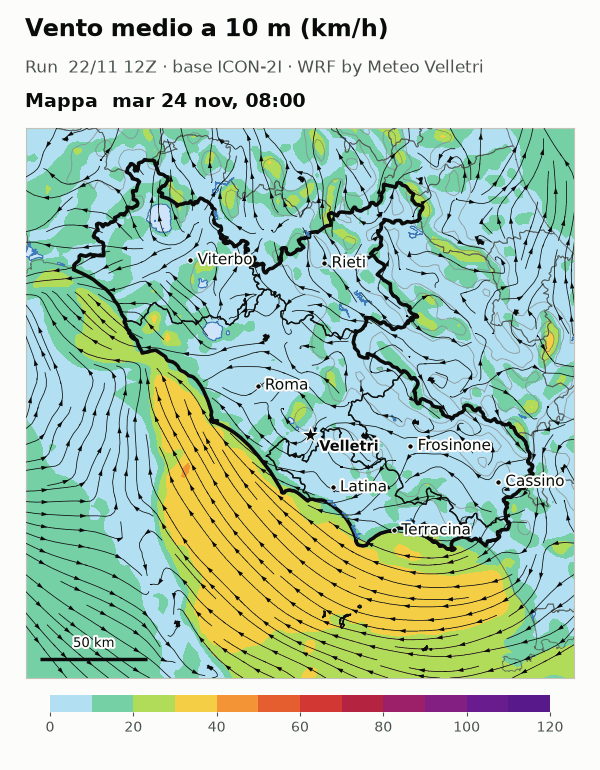 Vento medio a 10 m (km/h)
Run 22/11 12Z · base ICON-2I · WRF by Meteo Velletri
Mappa mar 24 nov, 08:00
Viterbo
Rieti
Roma
Velletri
Frosinone
Cassino
Latina
Terracina
50 km
0 20 40 60 80 100 120